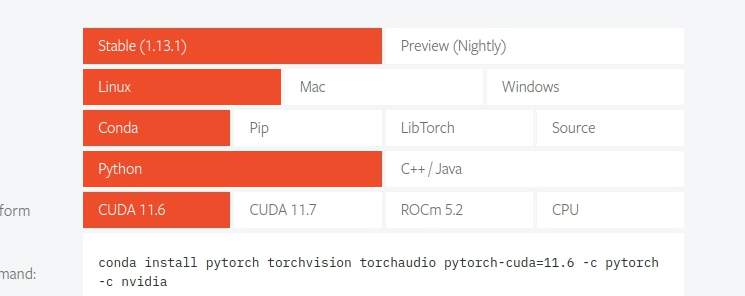 Stable (1.13.1) Preview (Nightly)
Linux Mac Windows
Conda Pip LibTorch Source
Python C++ / Java
form
CUDA 11.6 CUDA 11.7 ROCm 5.2 CPU
conda install pytorch torchvision torchaudio pytorch-cuda=11.6 -c pytorch
mand:
-c nvidia